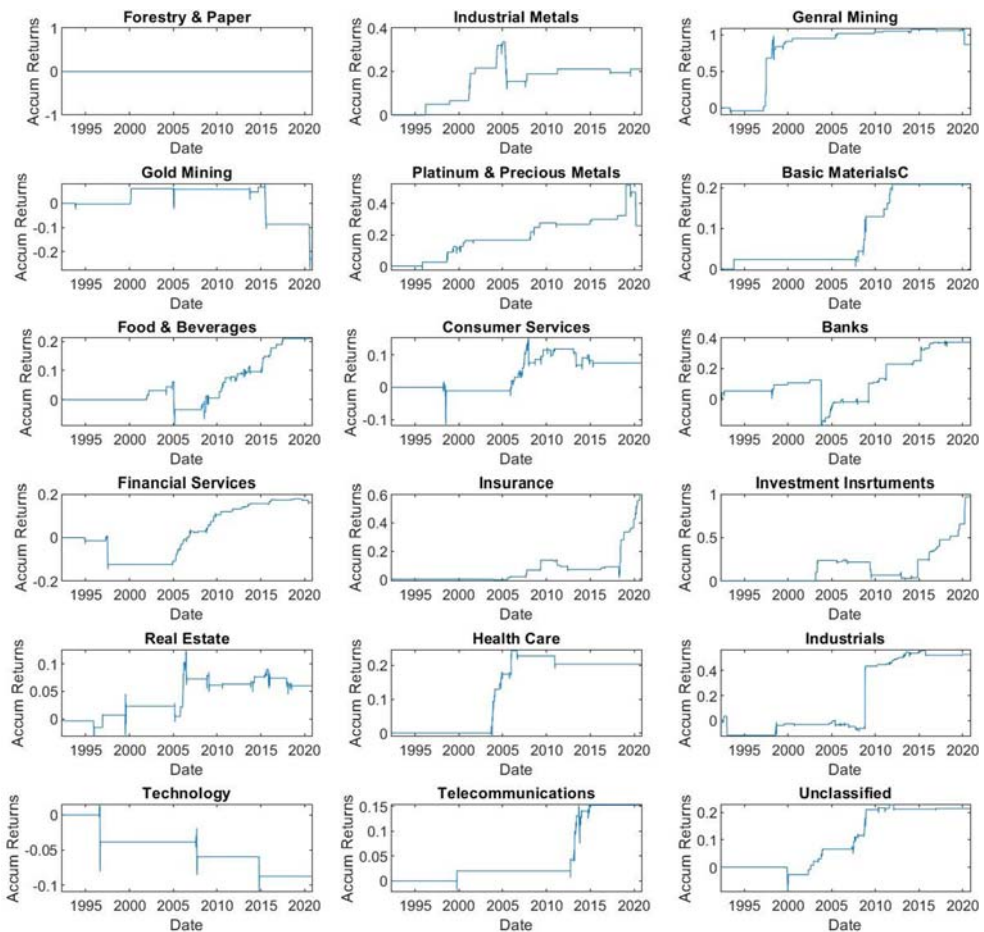 Forestry & Paper
Accum Returns
1
0
-1
1995 2000 2005 2010 2015 2020
Date
Industrial Metals
Accum Returns
0.4
0.2
0
1995 2000 2005 2010 2015 2020
Date
Genral Mining
Accum Returns
1
0.5
0
1995 2000 2005 2010 2015 2020
Date
Gold Mining
Accum Returns
0
-0.1
-0.2
1995 2000 2005 2010 2015 2020
Date
Platinum & Precious Metals
Accum Returns
0.4
0.2
0
1995 2000 2005 2010 2015 2020
Date
Basic MaterialsC
Accum Returns
0.2
0.1
0
1995 2000 2005 2010 2015 2020
Date
Food & Beverages
Accum Returns
0.2
0.1
0
1995 2000 2005 2010 2015 2020
Date
Consumer Services
Accum Returns
0.1
0
-0.1
1995 2000 2005 2010 2015 2020
Date
Banks
Accum Returns
0.4
0.2
0
1995 2000 2005 2010 2015 2020
Date
Financial Services
Accum Returns
0.2
0
-0.2
1995 2000 2005 2010 2015 2020
Date
Insurance
Accum Returns
0.6
0.4
0.2
0
1995 2000 2005 2010 2015 2020
Date
Investment Insrtuments
Accum Returns
1
0.5
0
1995 2000 2005 2010 2015 2020
Date
Real Estate
Accum Returns
0.1
0.05
0
1995 2000 2005 2010 2015 2020
Date
Health Care
Accum Returns
0.2
0.1
0
1995 2000 2005 2010 2015 2020
Date
Industrials
Accum Returns
0.4
0.2
0
1995 2000 2005 2010 2015 2020
Date
Technology
Accum Returns
0
-0.05
-0.1
1995 2000 2005 2010 2015 2020
Date
Telecommunications
Accum Returns
0.15
0.1
0.05
0
1995 2000 2005 2010 2015 2020
Date
Unclassified
Accum Returns
0.2
0.1
0
1995 2000 2005 2010 2015 2020
Date